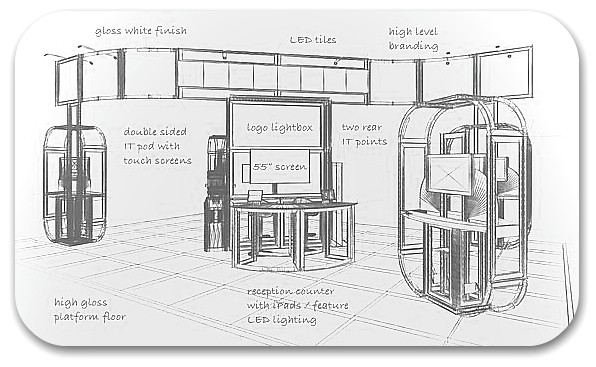 gloss white finish
LED tiles
high level
branding
double sided
IT pod with
touch screens
logo lightbox
two rear
IT points
55" screen
high gloss
platform floor
reception counter
with iPads / feature
LED lighting